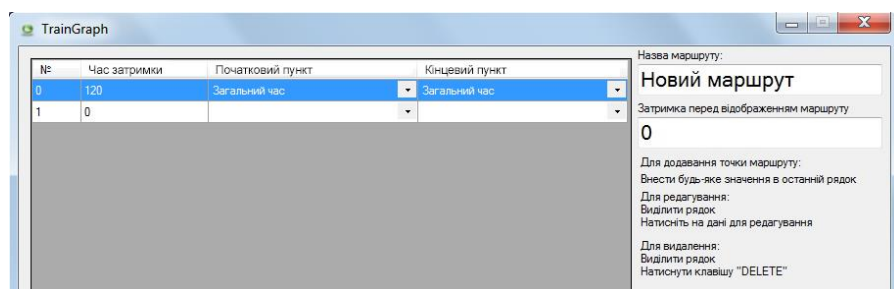 TrainGraph
№ Час затримки Початковий пункт Кінцевий пункт
0 120 Загальний час Загальний час
1 0
Назва маршруту:
Новий маршрут
Затримка перед відображенням маршруту
0
Для додавання точки маршруту:
Внести будь-яке значення в останній рядок
Для редагування:
Виділити рядок
Натисніть на дані для редагування
Для видалення:
Виділити рядок
Натиснути клавішу "DELETE"